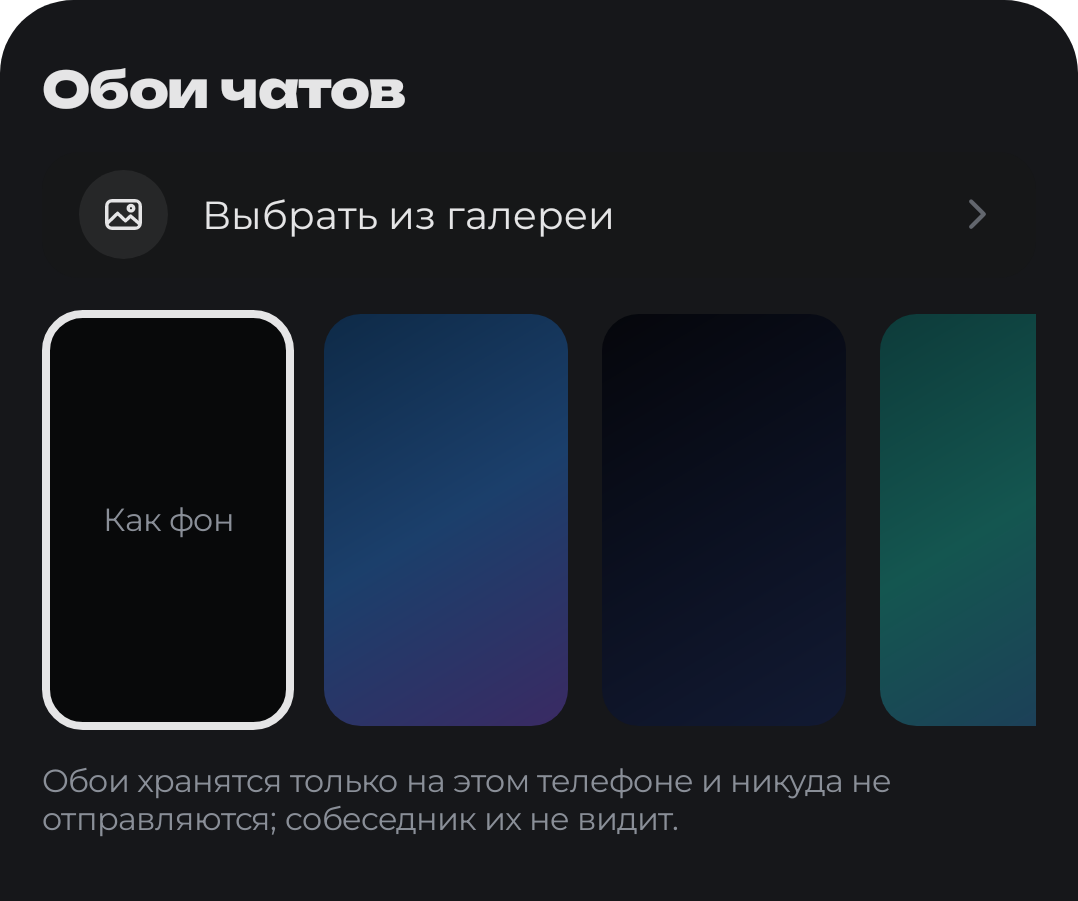 Обои чатов
Выбрать из галереи
Как фон
Обои хранятся только на этом телефоне и никуда не
отправляются; собеседник их не видит.